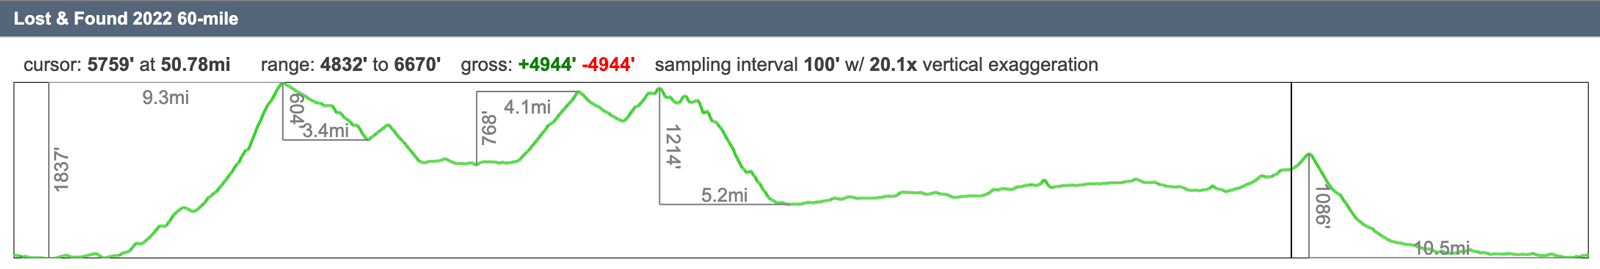 Lost & Found 2022 60-mile
cursor: 5759' at 50.78mi range: 4832' to 6670' gross: +4944' -4944' sampling interval 100' w/ 20.1x vertical exaggeration
9.3mi
1837'
604'
3.4mi
768'
4.1mi
1214'
5.2mi
1086'
10.5mi